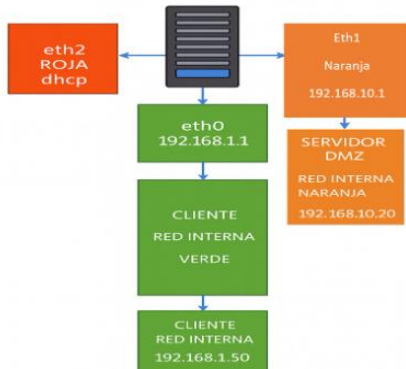 eth2
ROJA
dhcp
Eth1
Naranja
192.168.10.1
eth0
192.168.1.1
SERVIDOR
DMZ
RED INTERNA
NARANJA
192.168.10.20
CLIENTE
RED INTERNA
VERDE
CLIENTE
RED INTERNA
192.168.1.50